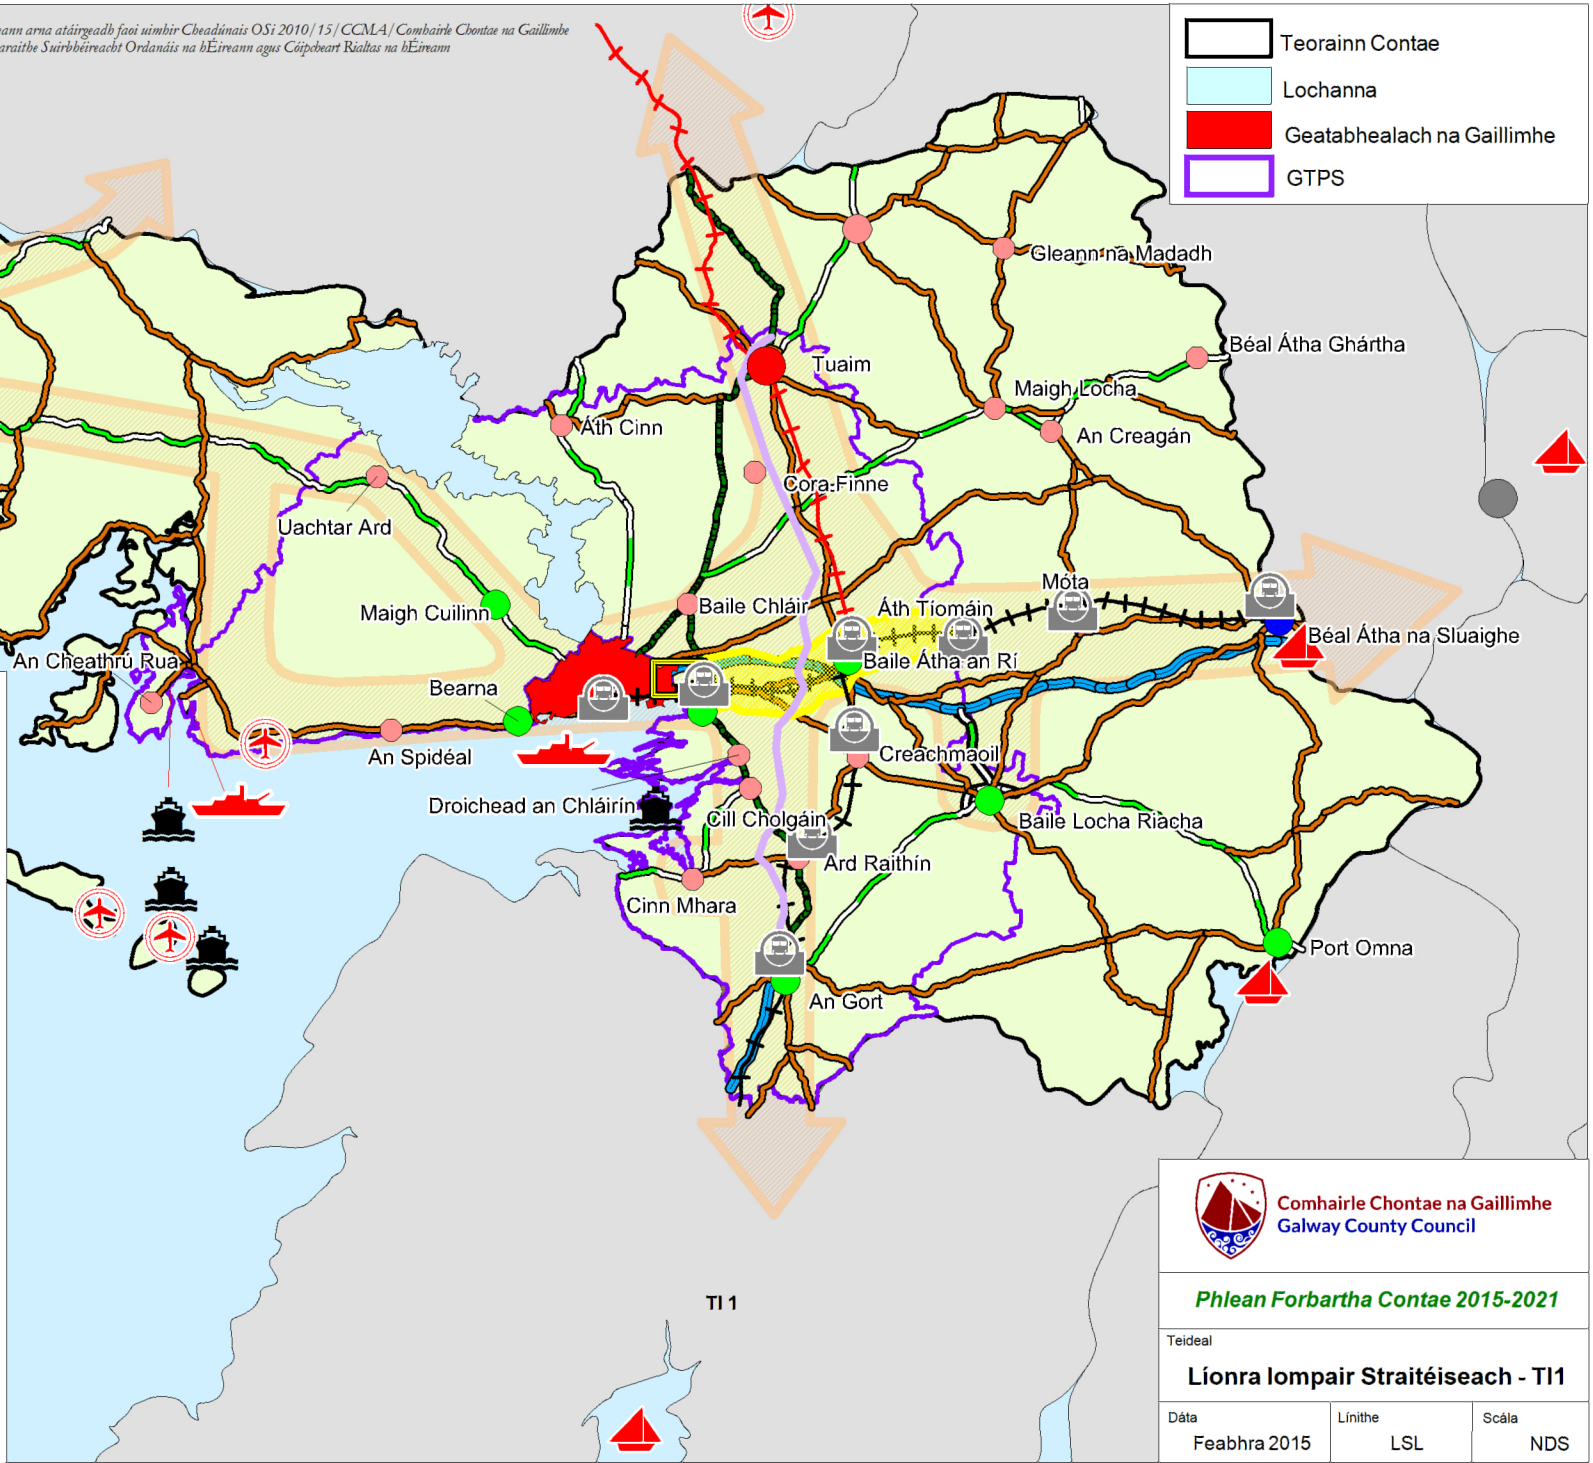 ann arna atáirgeadh faoi uimhir Cheadúnais OSi 2010/15/CCMA/Comhairle Chontae na Gaillimhe
araithe Suirbhéireacht Ordanáis na hÉireann agus Cóipcheart Rialtas na hÉireann
Teorainn Contae
Lochanna
Geatabhealach na Gaillimhe
GTPS
Gleann na Madadh
Béal Átha Ghártha
Tuaim
Maigh Locha
Áth Cinn
An Creagán
Cora Finne
Uachtar Ard
Móta
Maigh Cuilinn
Baile Chláir
Áth Tíomáin
Béal Átha na Sluaighe
An Cheathrú Rua
Baile Átha an Rí
Bearna
An Spidéal
Creachmaoil
Droichead an Chláirín
Cill Cholgáin
Baile Locha Riacha
Ard Raithín
Cinn Mhara
Port Omna
An Gort
TI 1
Comhairle Chontae na Gaillimhe
Galway County Council
Phlean Forbartha Contae 2015-2021
Teideal
Líonra Iompair Straitéiseach - TI1
Dáta
Línithe
Scála
Feabhra 2015
LSL
NDS